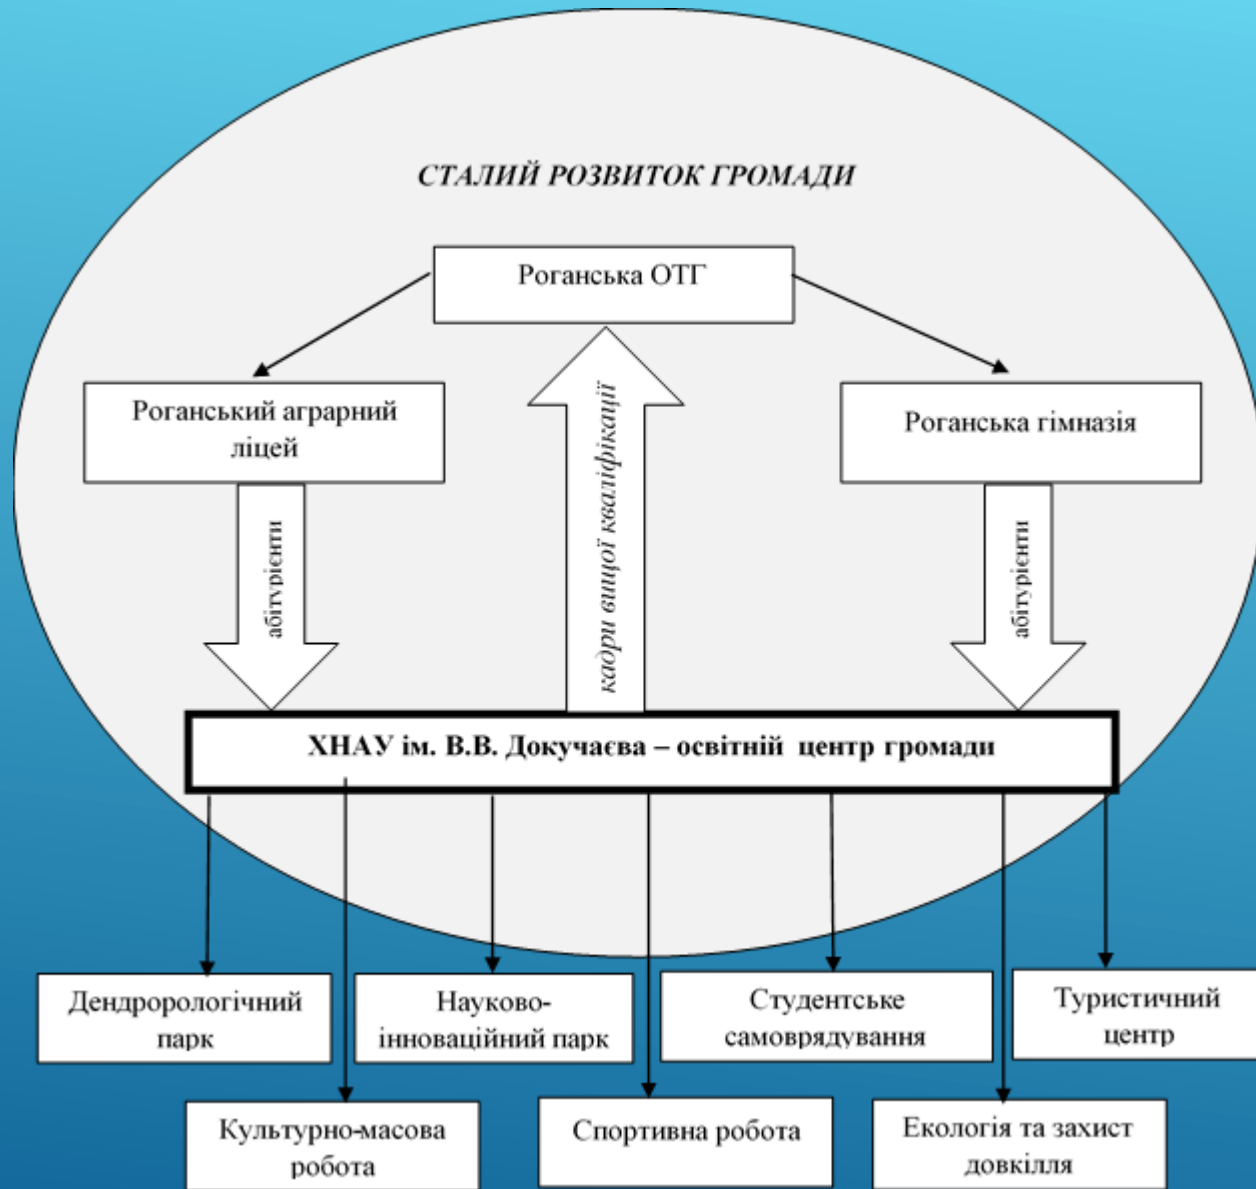 СТАЛИЙ РОЗВИТОК ГРОМАДИ
Роганська ОТГ
Роганський аграрний
ліцей
Роганська гімназія
абітурієнти
кадри вищої кваліфікації
абітурієнти
ХНАУ ім. В.В. Докучаєва – освітній центр громади
Дендрорологічний
парк
Науково-
інноваційний парк
Студентське
самоврядування
Туристичний
центр
Культурно-масова
робота
Спортивна робота
Екологія та захист
довкілля